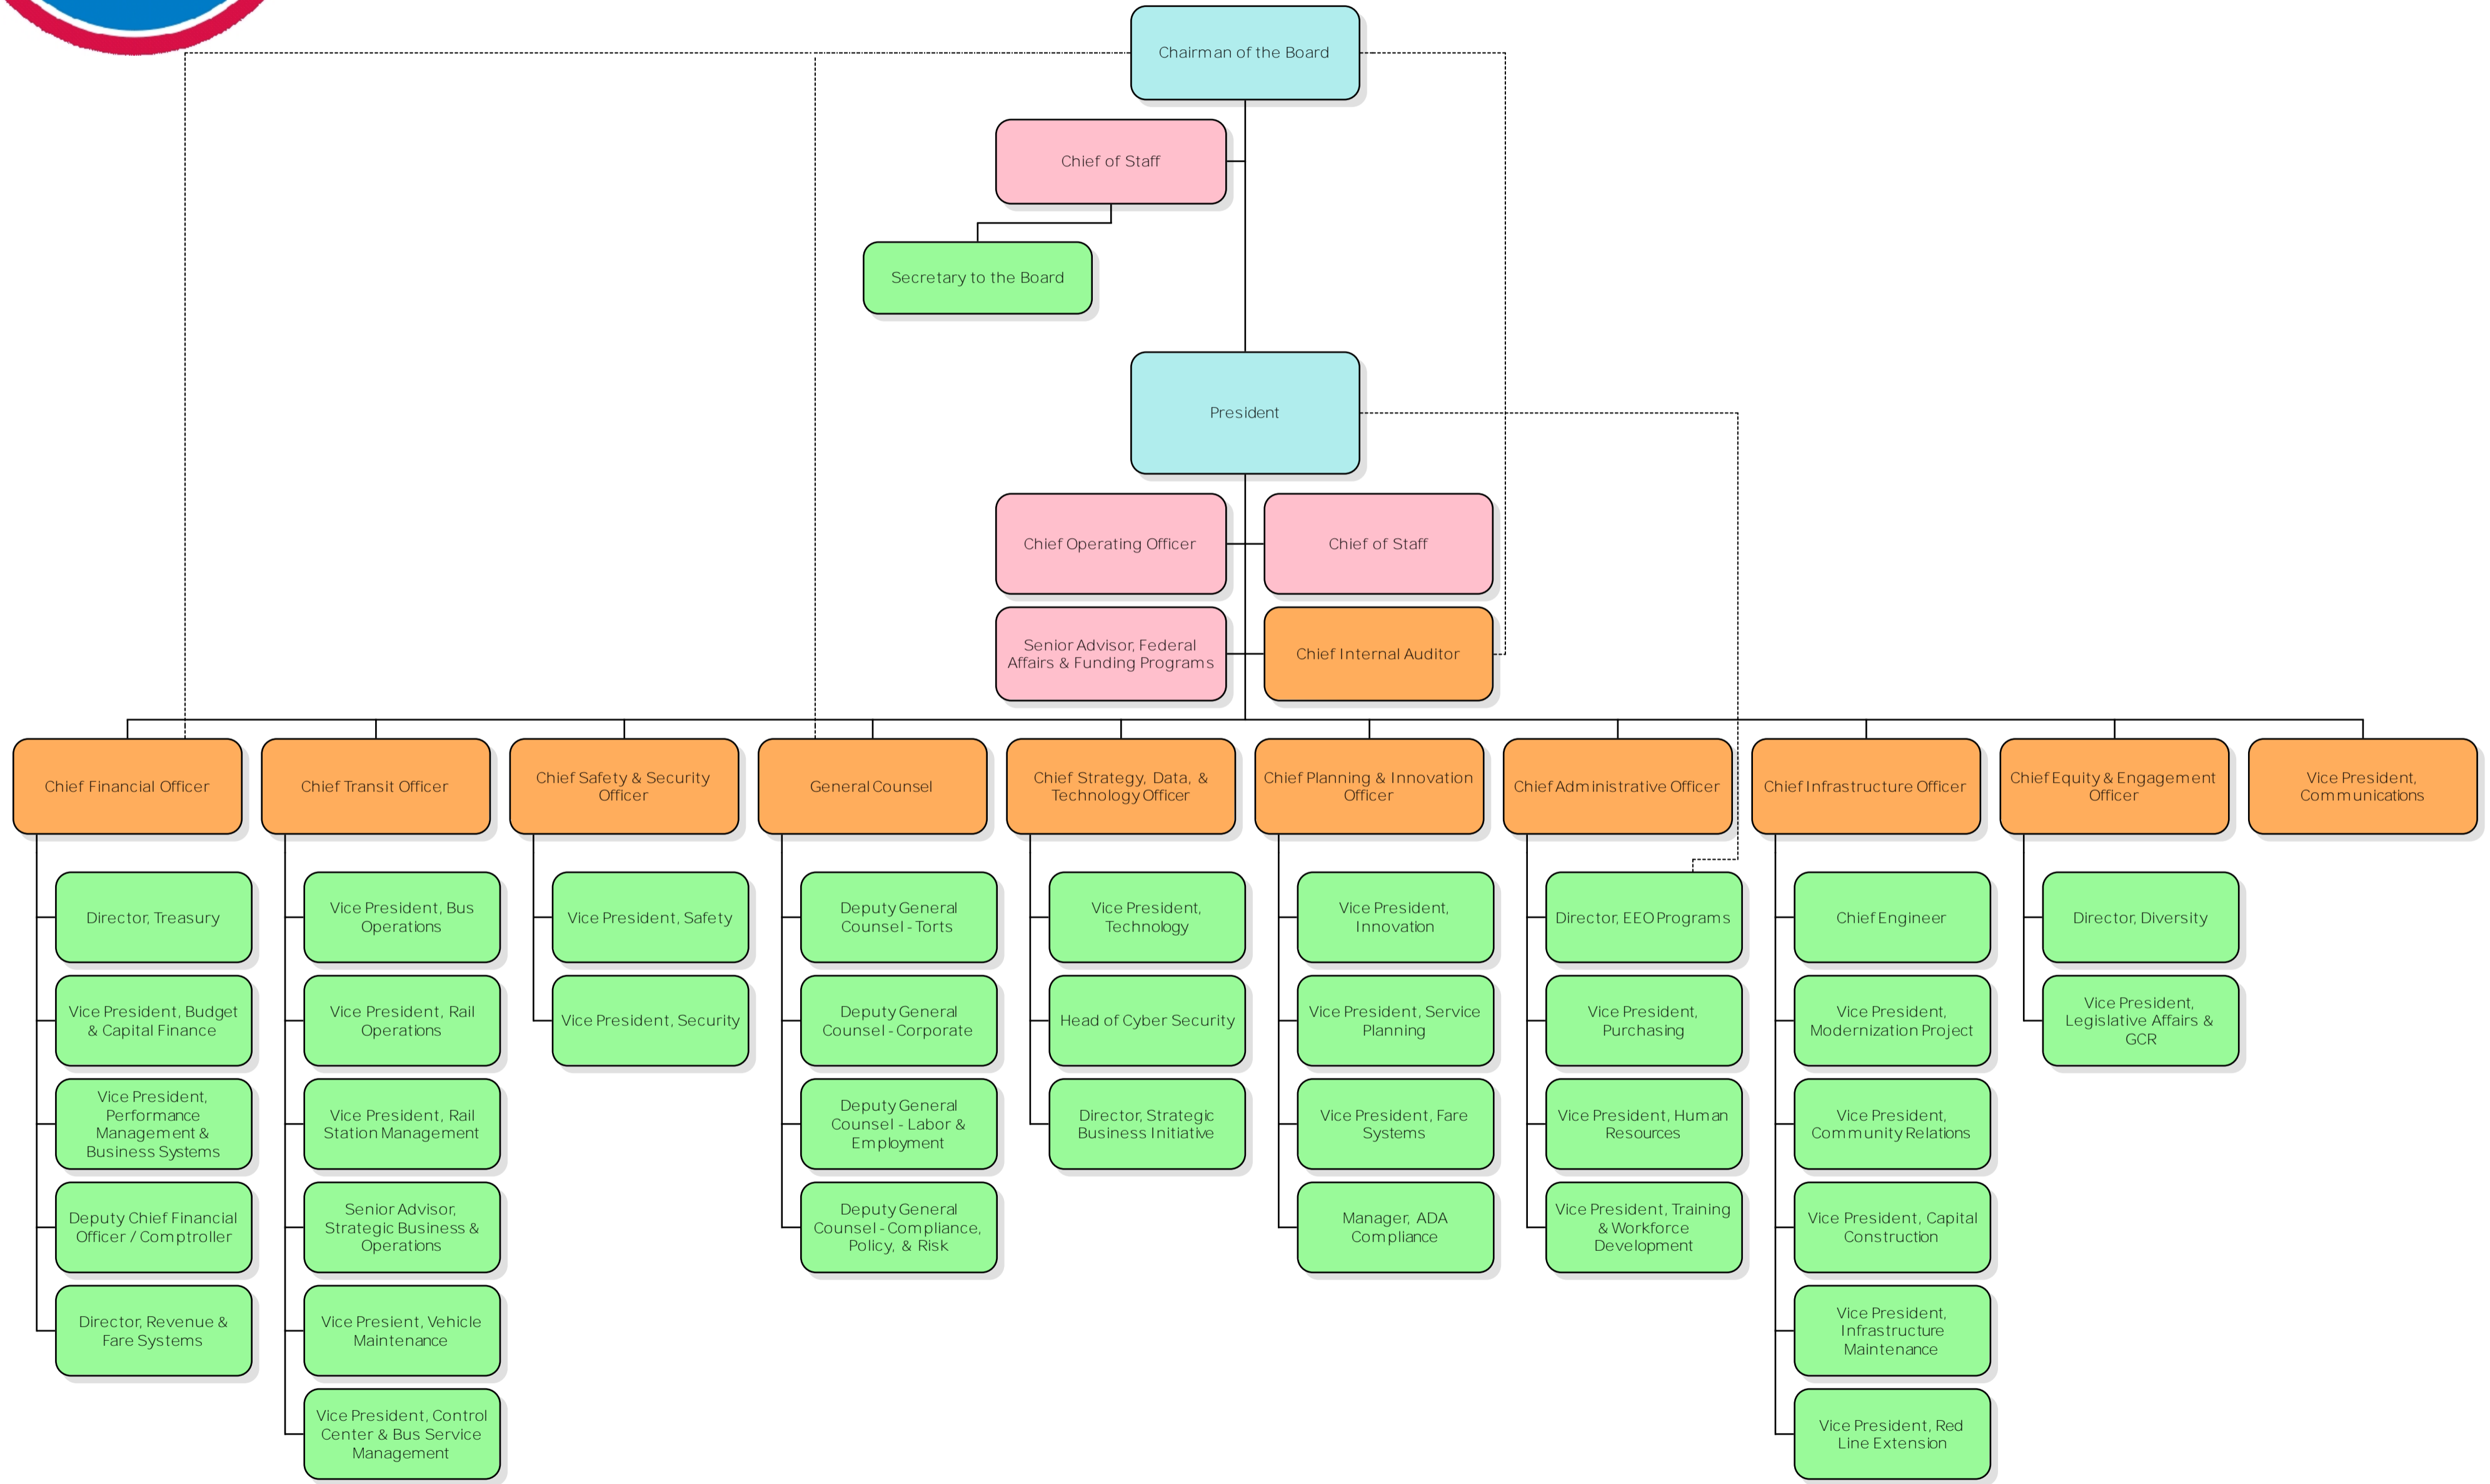 Chairman of the Board
Chief of Staff
Secretary to the Board
President
Chief Operating Officer
Chief of Staff
Senior Advisor, Federal
Affairs & Funding Programs
Chief Internal Auditor
Chief Financial Officer
Chief Transit Officer
Chief Safety & Security
Officer
General Counsel
Chief Strategy, Data, &
Technology Officer
Chief Planning & Innovation
Officer
Chief Administrative Officer
Chief Infrastructure Officer
Chief Equity & Engagement
Officer
Vice President,
Communications
Director, Treasury
Vice President, Budget
& Capital Finance
Vice President,
Performance
Management &
Business Systems
Deputy Chief Financial
Officer / Comptroller
Director, Revenue &
Fare Systems
Vice President, Bus
Operations
Vice President, Rail
Operations
Vice President, Rail
Station Management
Senior Advisor,
Strategic Business &
Operations
Vice Presient, Vehicle
Maintenance
Vice President, Control
Center & Bus Service
Management
Vice President, Safety
Vice President, Security
Deputy General
Counsel - Torts
Deputy General
Counsel - Corporate
Deputy General
Counsel - Labor &
Employment
Deputy General
Counsel - Compliance,
Policy, & Risk
Vice President,
Technology
Head of Cyber Security
Director, Strategic
Business Initiative
Vice President,
Innovation
Vice President, Service
Planning
Vice President, Fare
Systems
Manager, ADA
Compliance
Director, EEO Programs
Vice President,
Purchasing
Vice President, Human
Resources
Vice President, Training
& Workforce
Development
Chief Engineer
Vice President,
Modernization Project
Vice President,
Community Relations
Vice President, Capital
Construction
Vice President,
Infrastructure
Maintenance
Vice President, Red
Line Extension
Director, Diversity
Vice President,
Legislative Affairs &
GCR